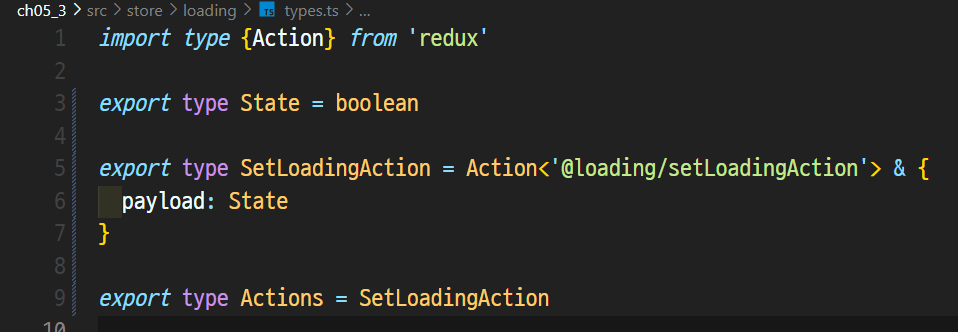 ch05_3 > src > store > loading > TS types.ts > ...
1 import type {Action} from 'redux'
2
3 export type State = boolean
4
5 export type SetLoadingAction = Action<'@loading/setLoadingAction'> & {
6 payload: State
7 }
8
9 export type Actions = SetLoadingAction
10